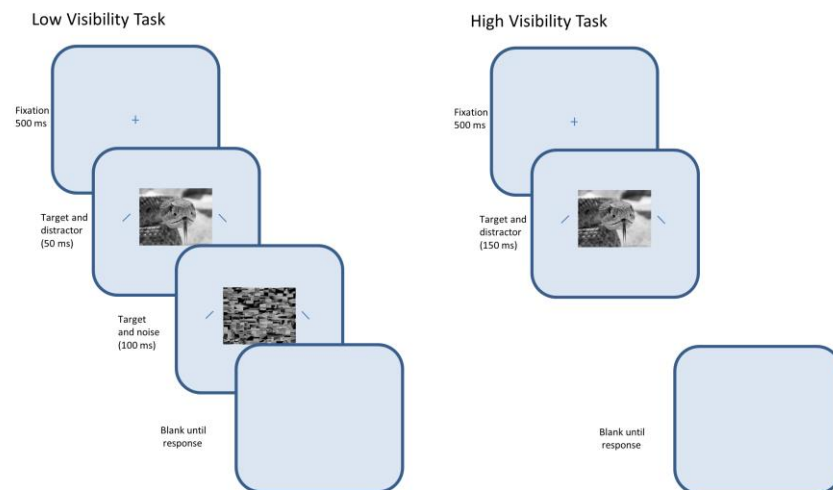 Low Visibility Task
Fixation
500 ms
Target and
distractor
(50 ms)
Target
and noise
(100 ms)
Blank until
response
High Visibility Task
Fixation
500 ms
Target and
distractor
(150 ms)
Blank until
response